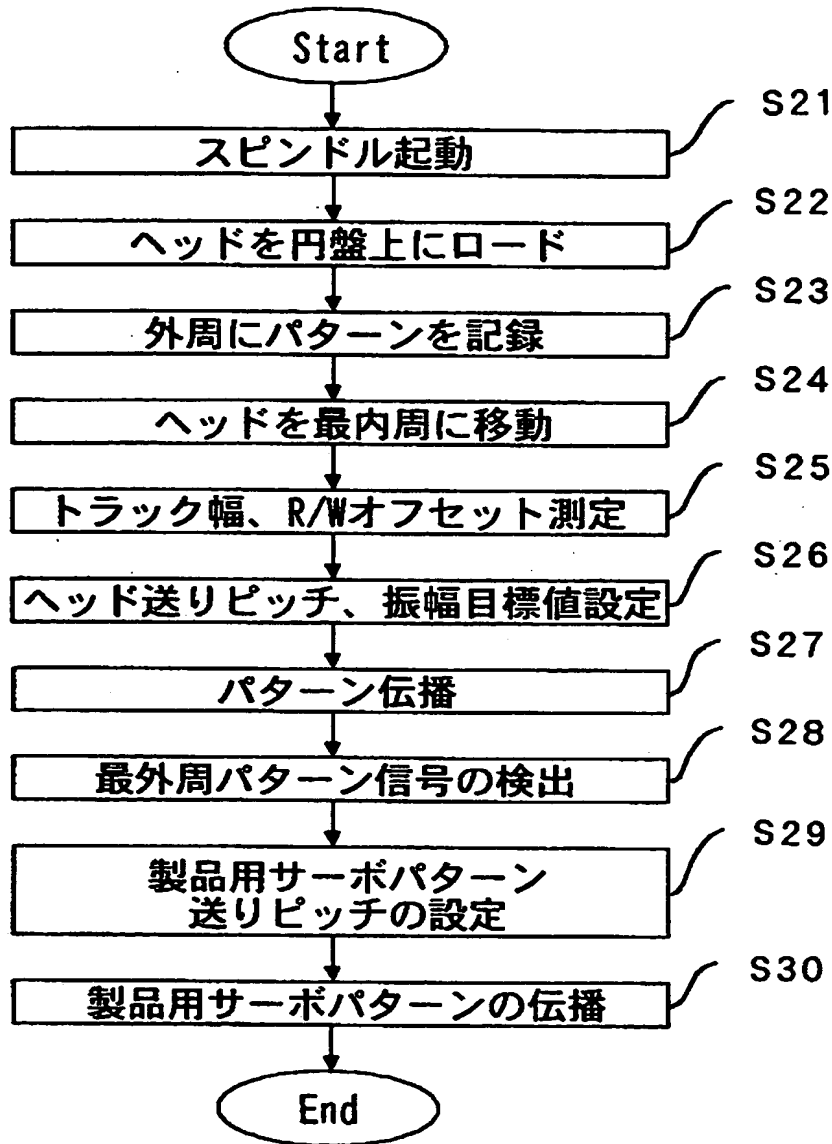 Start
S21
スピンドル起動
S22
ヘッドを円盤上にロード
S23
外周にパターンを記録
S24
ヘッドを最内周に移動
S25
トラック幅、R/Wオフセット測定
S26
ヘッド送りピッチ、振幅目標値設定
S27
パターン伝播
S28
最外周パターン信号の検出
S29
製品用サーボパターン
送りピッチの設定
S30
製品用サーボパターンの伝播
End